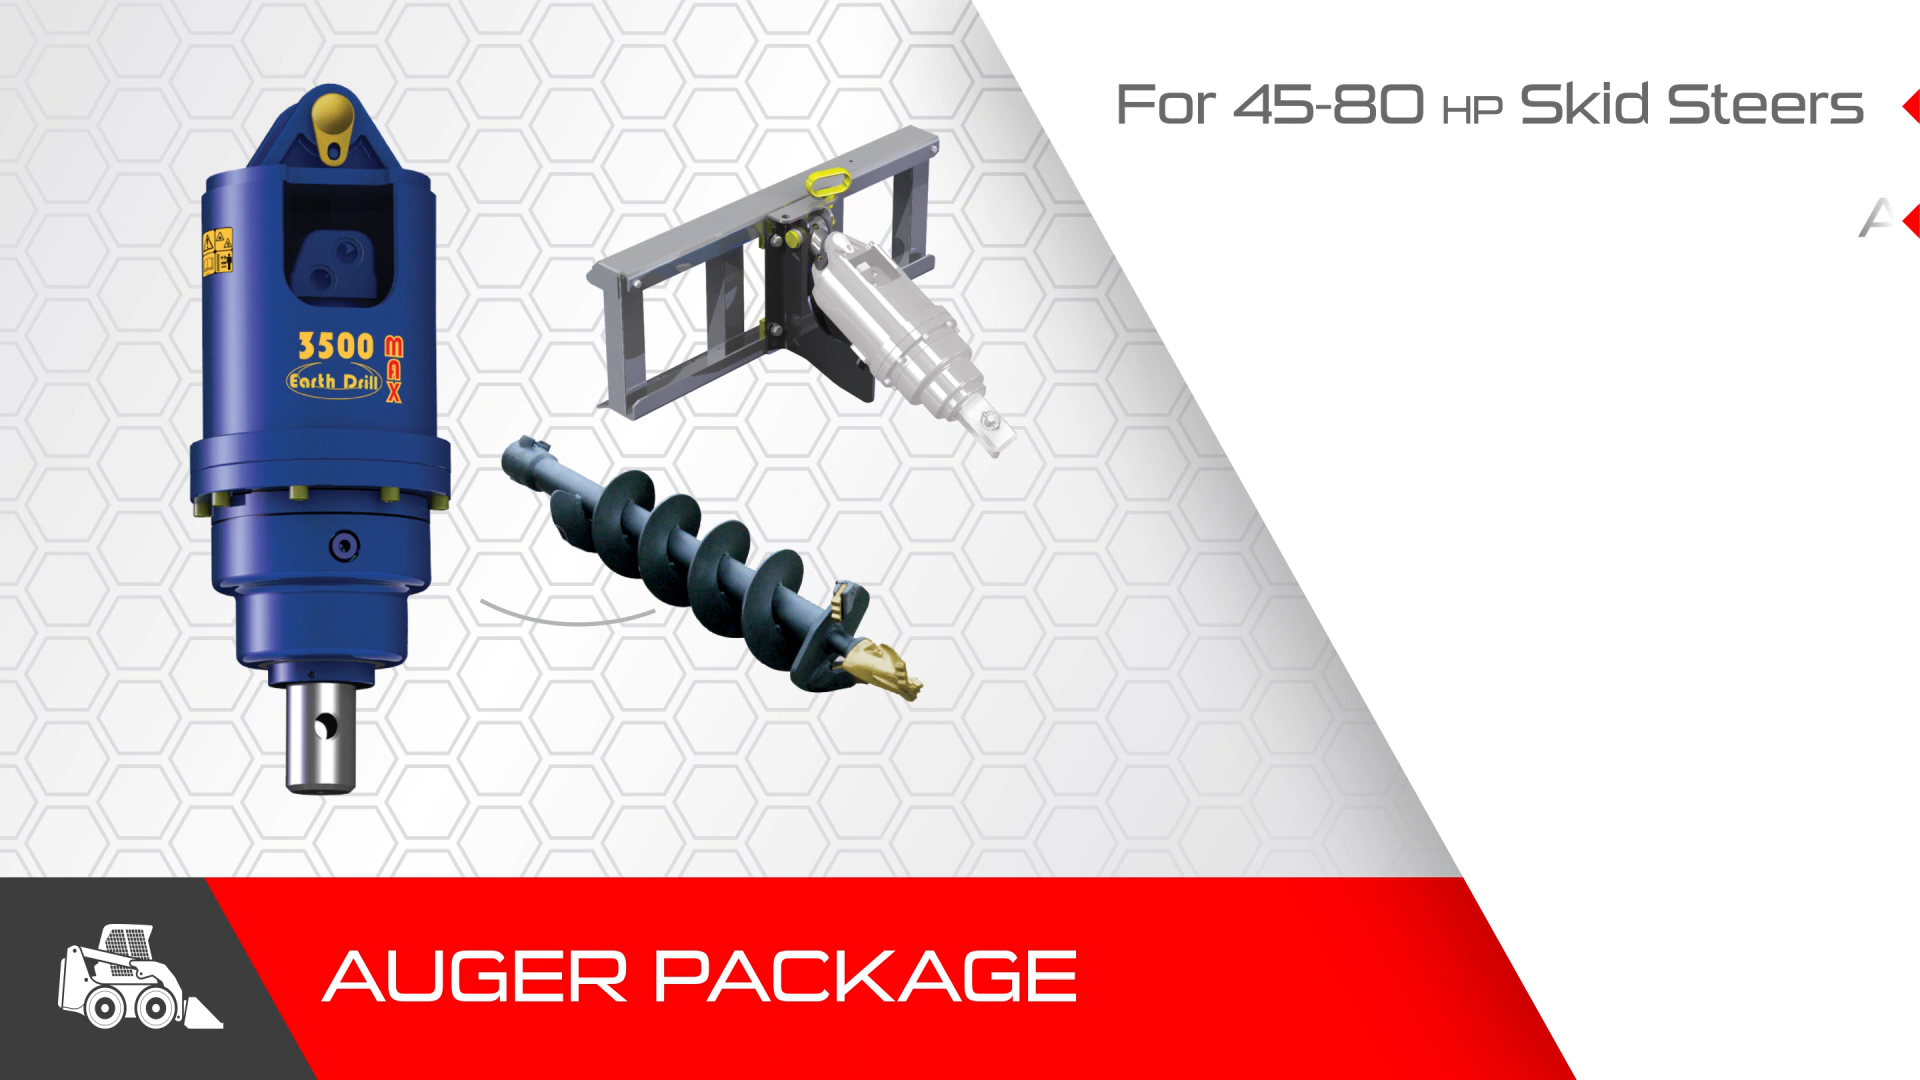 For 45-80 HP Skid Steers
A
3500
MAX
Earth Drill
AUGER PACKAGE